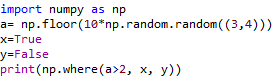 import numpy as np
a= np.floor(10*np.random.random((3,4)))
x=True
y=False
print(np.where(a>2, x, y))